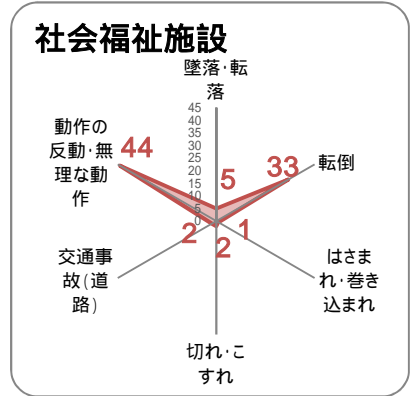 社会福祉施設
墜落・転
落
45
40
35
30
25
20
15
10
5
0
5
転倒
33
はさま
れ・巻き
込まれ
1
切れ・こ
すれ
2
交通事
故(道
路)
2
動作の
反動・無
理な動
作
44